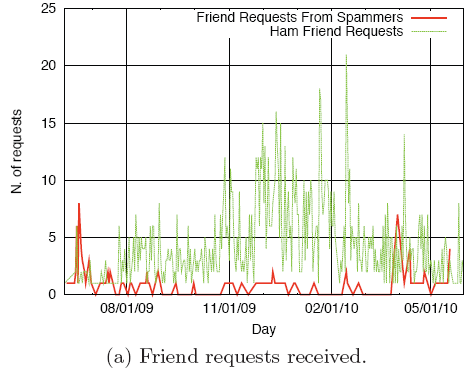 25
Friend Requests From Spammers
Ham Friend Requests
20
15
10
5
0
N. of requests
08/01/09 11/01/09 02/01/10 05/01/10
Day
(a) Friend requests received.